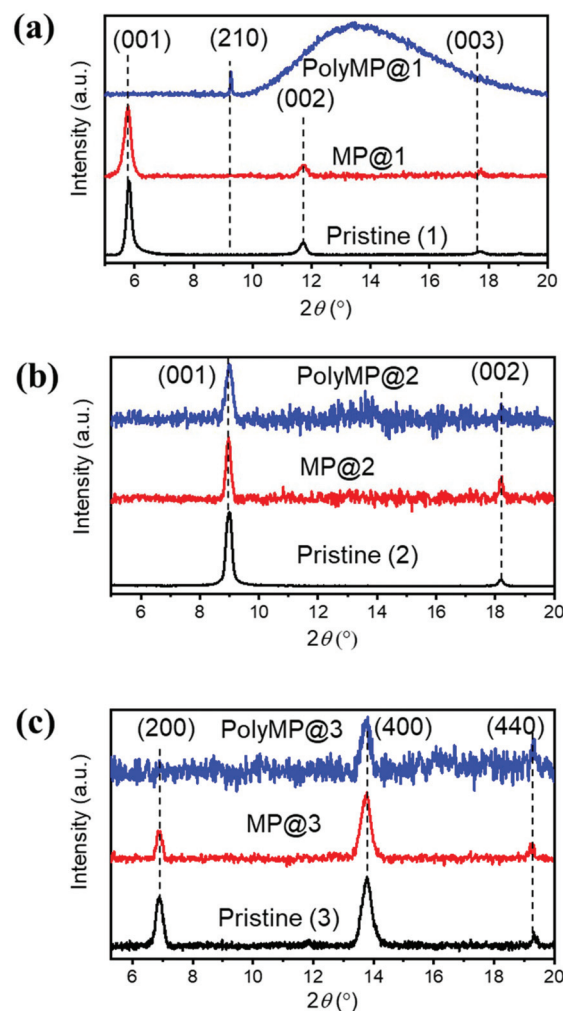 (a)
(001)
(210)
(003)
PolyMP@1
(002)
MP@1
Pristine (1)
Intensity (a.u.)
6 8 10 12 14 16 18 20
2θ (°)
(b)
(001)
PolyMP@2
(002)
MP@2
Pristine (2)
Intensity (a.u.)
6 8 10 12 14 16 18 20
2θ (°)
(c)
(200)
PolyMP@3
(400)
(440)
MP@3
Pristine (3)
Intensity (a.u.)
6 8 10 12 14 16 18 20
2θ (°)